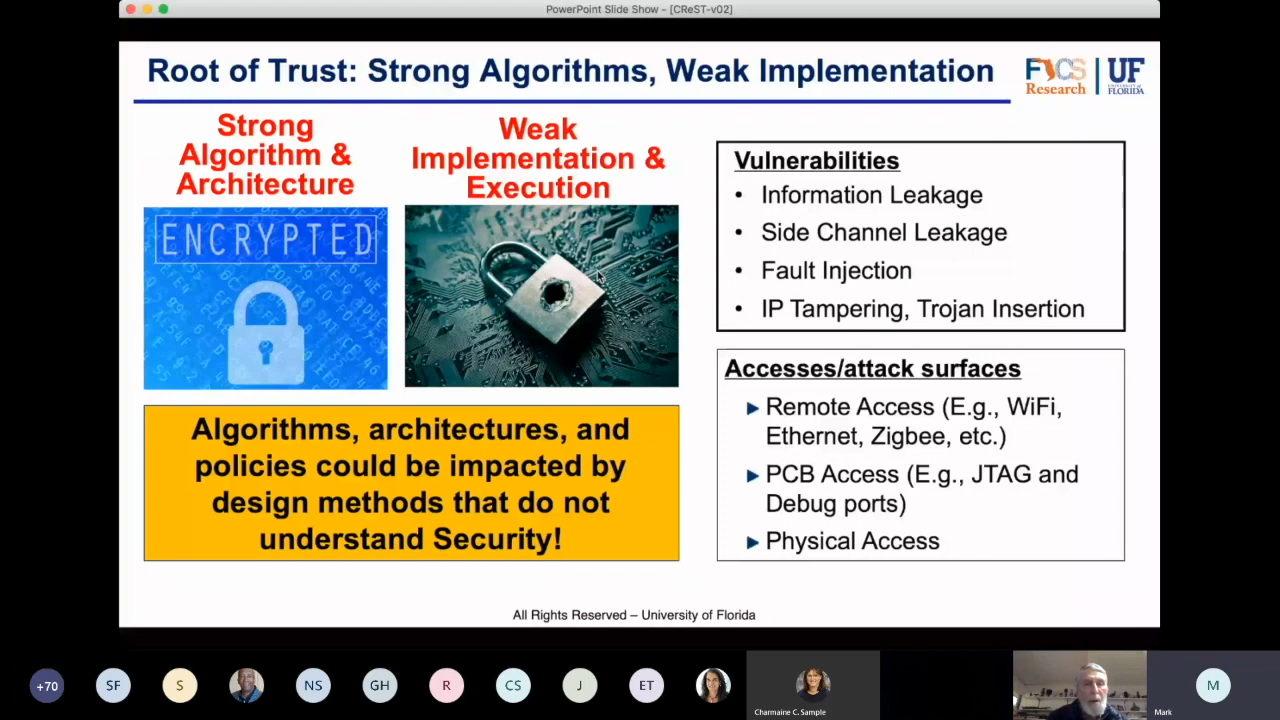 PowerPoint Slide Show - [CReST-v02]
Root of Trust: Strong Algorithms, Weak Implementation
FICS
Research
UF
UNIVERSITY of
FLORIDA
Strong
Algorithm &
Architecture
Weak
Implementation &
Execution
ENCRYPTED
Algorithms, architectures, and
policies could be impacted by
design methods that do not
understand Security!
Vulnerabilities
• Information Leakage
• Side Channel Leakage
• Fault Injection
• IP Tampering, Trojan Insertion
Accesses/attack surfaces
Remote Access (E.g., WiFi,
Ethernet, Zigbee, etc.)
PCB Access (E.g., JTAG and
Debug ports)
Physical Access
All Rights Reserved – University of Florida
+70
SF
S
NS
GH
R
CS
J
ET
Charmaine C. Sample
M
Mark